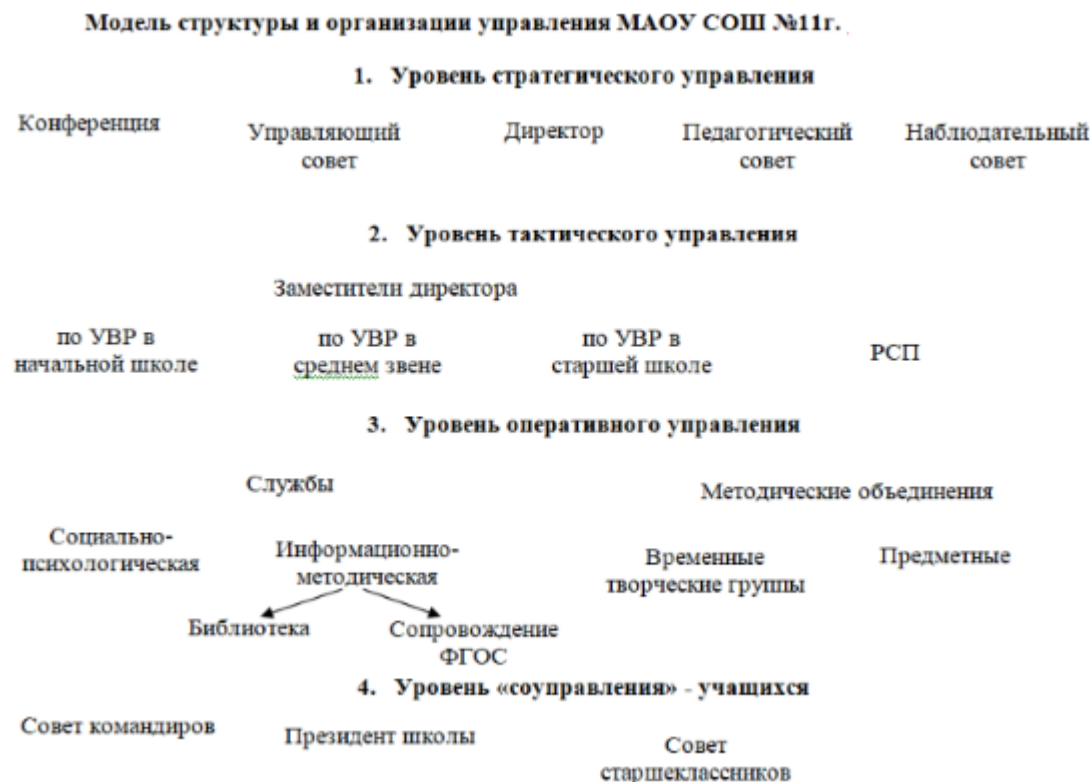 Модель структуры и организации управления МАОУ СОШ №11г.
1. Уровень стратегического управления
Конференция
Управляющий
совет
Директор
Педагогический
совет
Наблюдательный
совет
2. Уровень тактического управления
Заместители директора
по УВР в
начальной школе
по УВР в
среднем звене
по УВР в
старшей школе
РСП
3. Уровень оперативного управления
Службы
Методические объединения
Социально-
психологическая
Информационно-
методическая
Временные
творческие группы
Предметные
Библиотека
Сопровождение
ФГОС
4. Уровень «соуправления» - учащихся
Совет командиров
Президент школы
Совет
старшеклассников